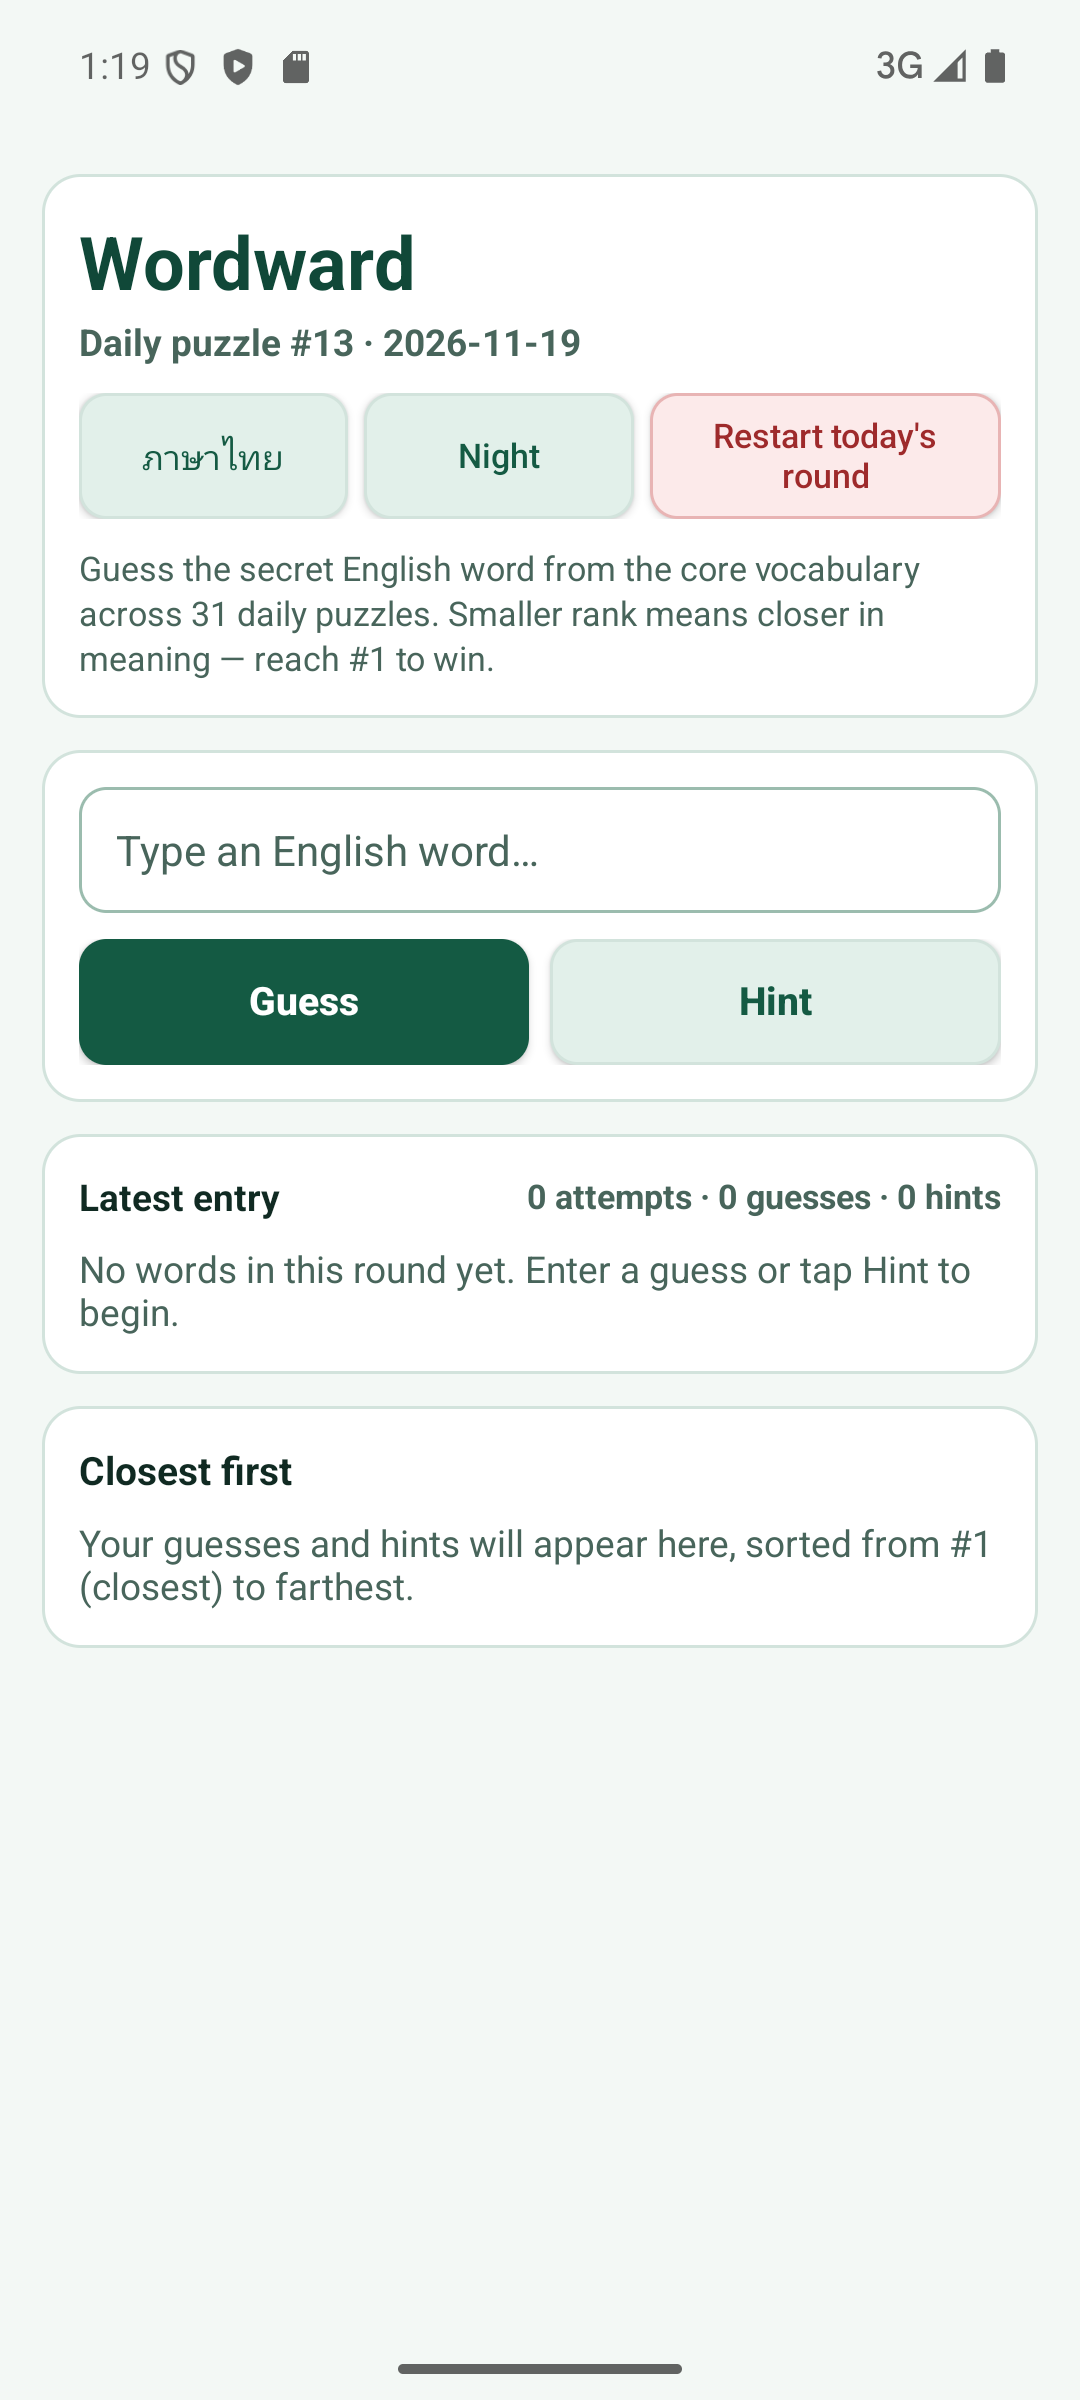 1:19
3G
Wordward
Daily puzzle #13 · 2026-11-19
ภาษาไทย
Night
Restart today's
round
Guess the secret English word from the core vocabulary
across 31 daily puzzles. Smaller rank means closer in
meaning — reach #1 to win.
Type an English word…
Guess
Hint
Latest entry
0 attempts · 0 guesses · 0 hints
No words in this round yet. Enter a guess or tap Hint to
begin.
Closest first
Your guesses and hints will appear here, sorted from #1
(closest) to farthest.